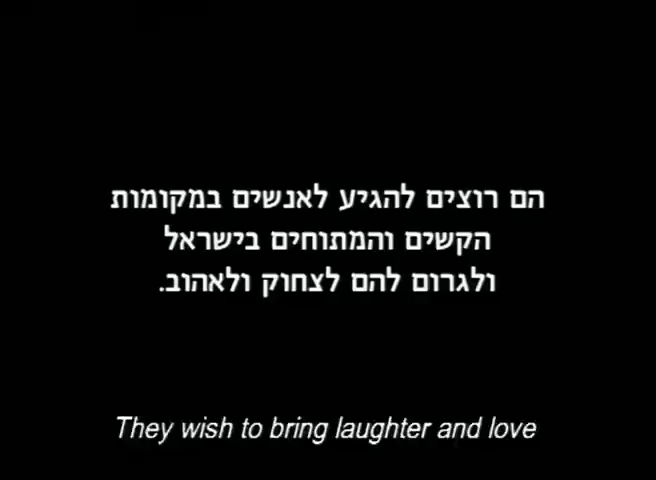 הם רוצים להגיע לאנשים במקומות
הקשים והמתוחים בישראל
ולגרום להם לצחוק ולאהוב.
They wish to bring laughter and love